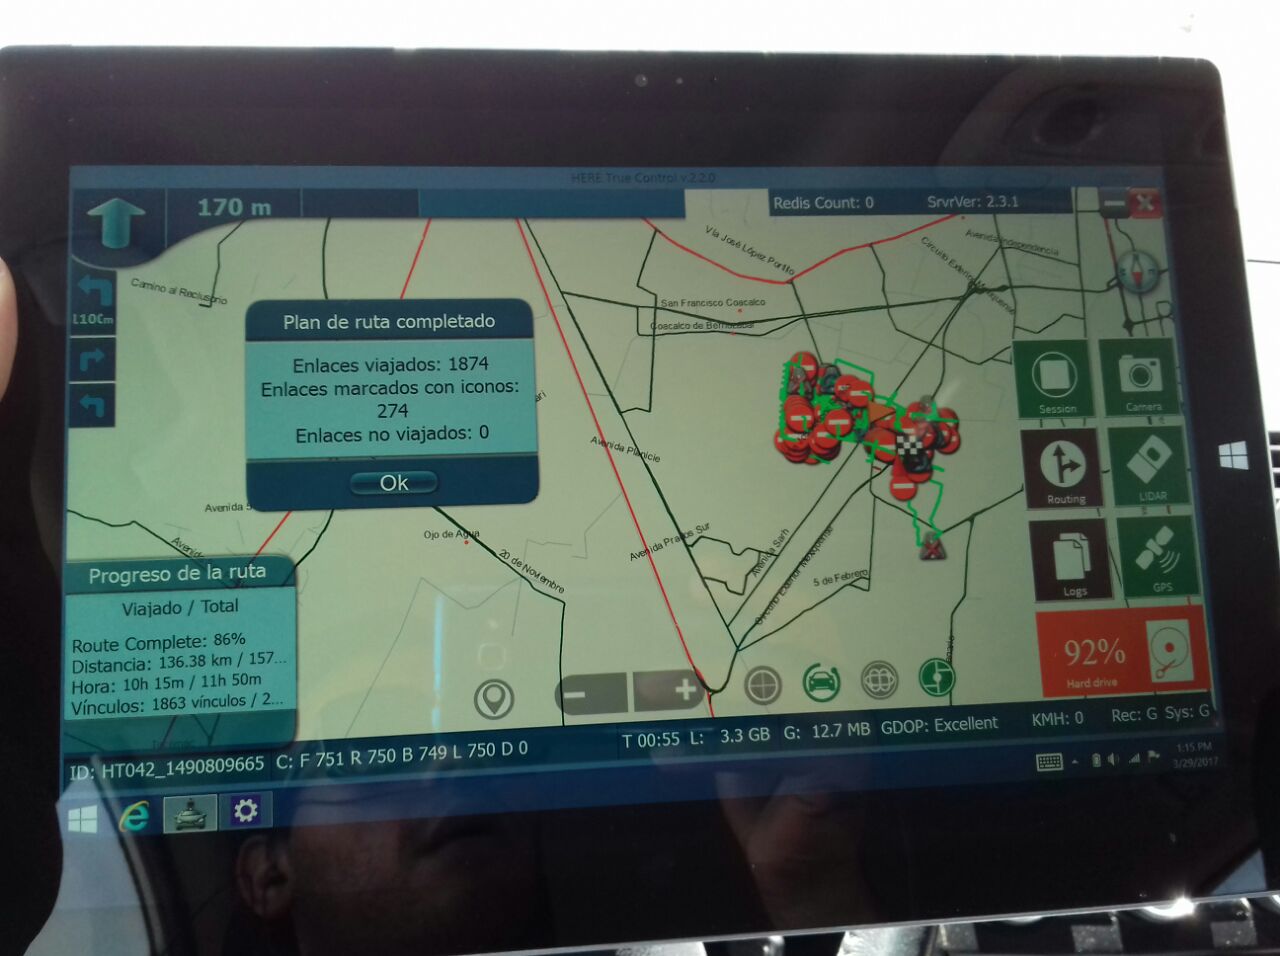 HERE True Control v.2.2.0
170 m
Redis Count: 0
SrvrVer: 2.3.1
Vía José López Portillo
Avenida Independencia
Circuito Exterior Mexiquense
Camino al Reclusorio
San Francisco Coacalco
Coacalco de Berriozábal
Plan de ruta completado
Enlaces viajados: 1874
Enlaces marcados con iconos:
274
Enlaces no viajados: 0
Ok
Session
Camera
Routing
LIDAR
Logs
GPS
92%
Hard drive
Avenida Planicie
Avenida 5
Ojo de Agua
Avenida Prados Sur
Avenida Sarh
20 de Noviembre
Circuito Exterior Mexiquense
5 de Febrero
Avenida
Progreso de la ruta
Viajado / Total
Route Complete: 86%
Distancia: 136.38 km / 157...
Hora: 10h 15m / 11h 50m
Vínculos: 1863 vínculos / 2...
ID: HT042_1490809665
C: F 751 R 750 B 749 L 750 D 0
T 00:55 L: 3.3 GB G: 12.7 MB GDOP: Excellent
KMH: 0
Rec: G Sys: G
1:15 PM
3/29/2017